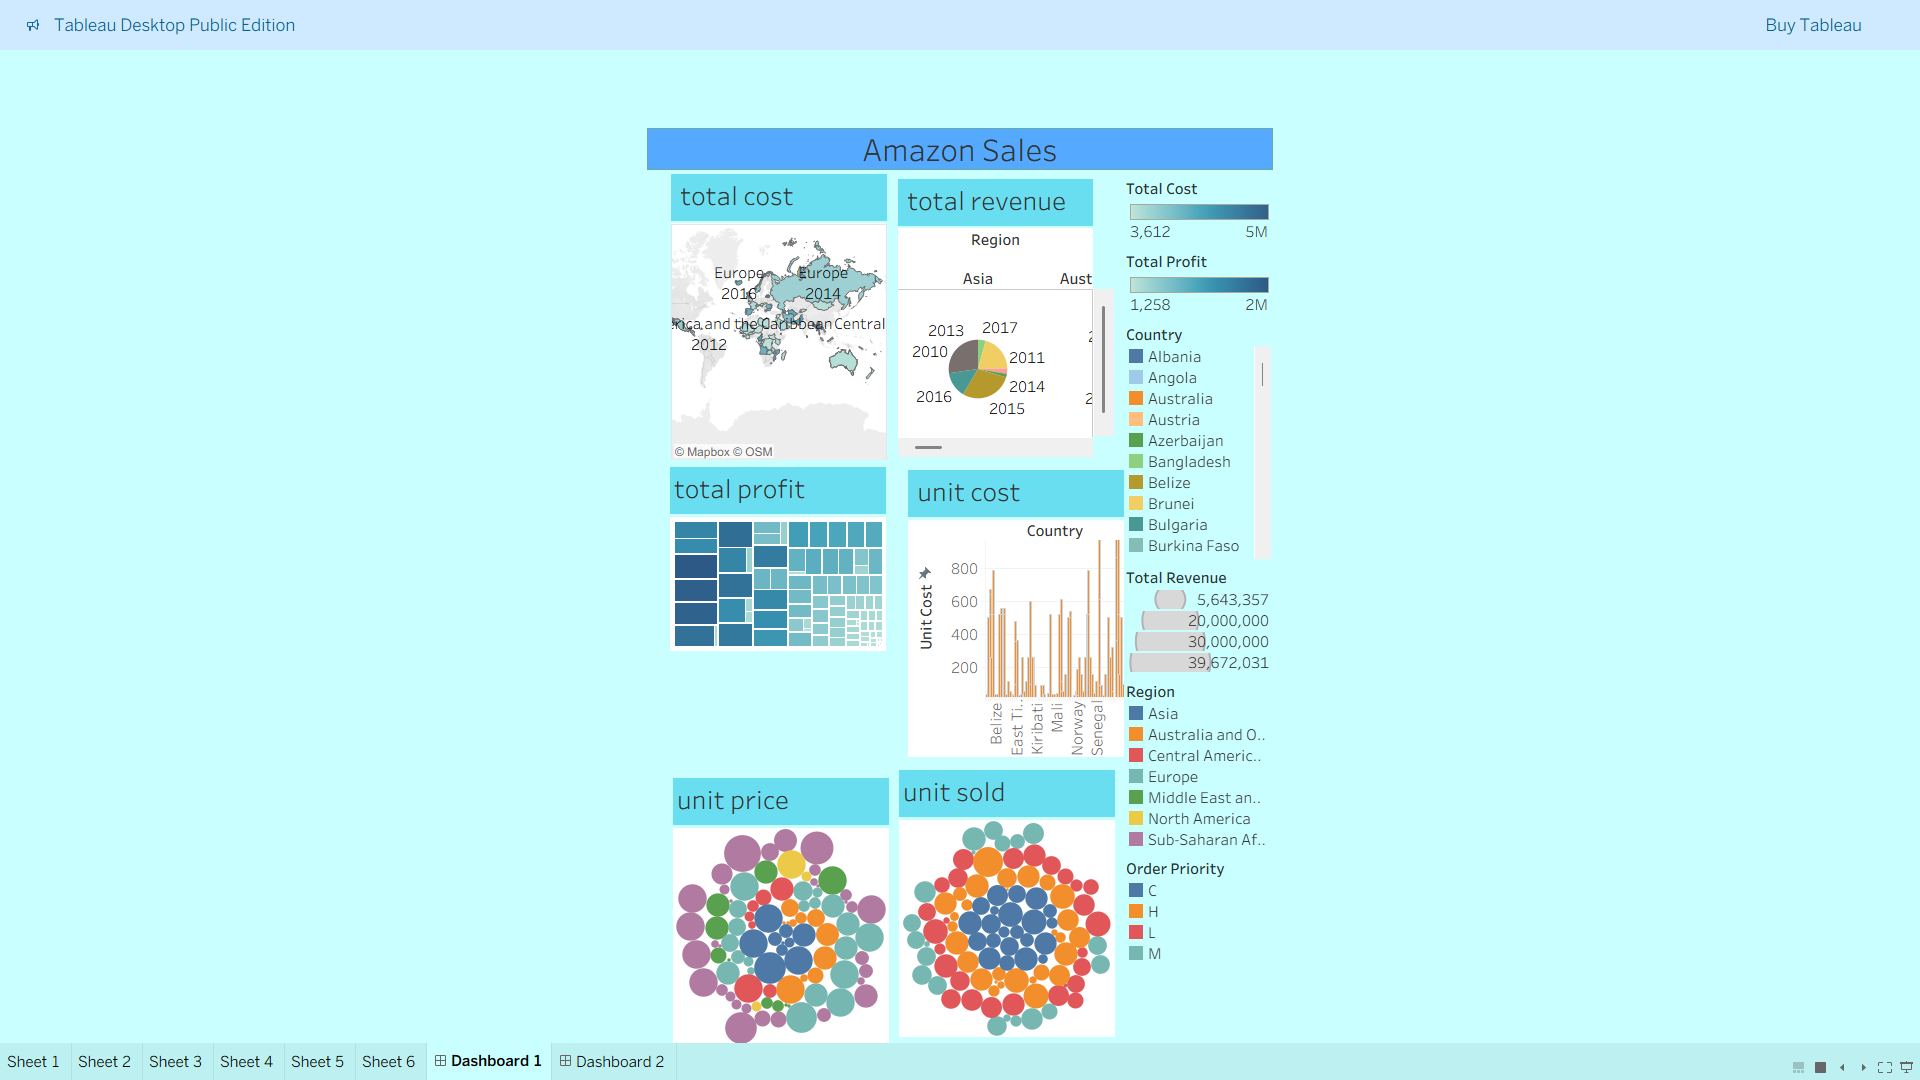 Tableau Desktop Public Edition
Buy Tableau
Amazon Sales
total cost
Europe
2016
Europe
2014
and the Caribbean
2012
Central
© Mapbox © OSM
total revenue
Region
Asia
Aust
2013
2017
2010
2011
2014
2016
2015
total profit
unit cost
Country
Unit Cost
800
600
400
200
Belize
East Ti..
Kiribati
Mali
Norway
Senegal
unit price
unit sold
Total Cost
3,612 5M
Total Profit
1,258 2M
Country
Albania
Angola
Australia
Austria
Azerbaijan
Bangladesh
Belize
Brunei
Bulgaria
Burkina Faso
Total Revenue
5,643,357
20,000,000
30,000,000
39,672,031
Region
Asia
Australia and O..
Central Americ..
Europe
Middle East an..
North America
Sub-Saharan Af..
Order Priority
C
H
L
M
Sheet 1
Sheet 2
Sheet 3
Sheet 4
Sheet 5
Sheet 6
Dashboard 1
Dashboard 2